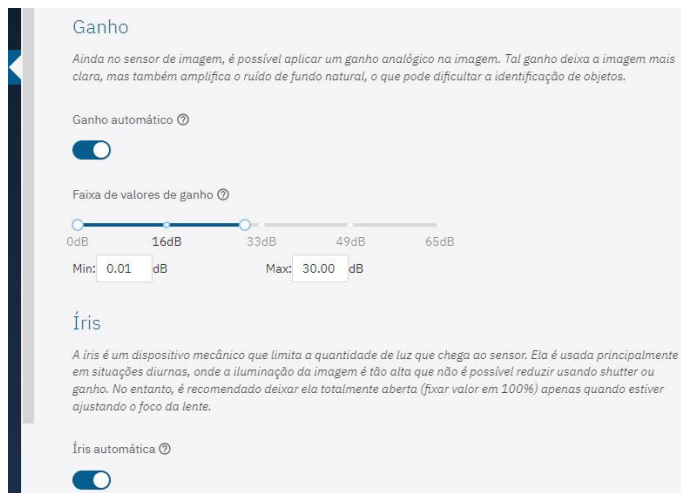 Ganho
Ainda no sensor de imagem, é possível aplicar um ganho analógico na imagem. Tal ganho deixa a imagem mais
clara, mas também amplifica o ruído de fundo natural, o que pode dificultar a identificação de objetos.
Ganho automático
Faixa de valores de ganho
0dB 16dB 33dB 49dB 65dB
Min: 0.01 dB Max: 30.00 dB
Íris
A íris é um dispositivo mecânico que limita a quantidade de luz que chega ao sensor. Ela é usada principalmente
em situações diurnas, onde a iluminação da imagem é tão alta que não é possível reduzir usando shutter ou
ganho. No entanto, é recomendado deixar ela totalmente aberta (fixar valor em 100%) apenas quando estiver
ajustando o foco da lente.
Íris automática